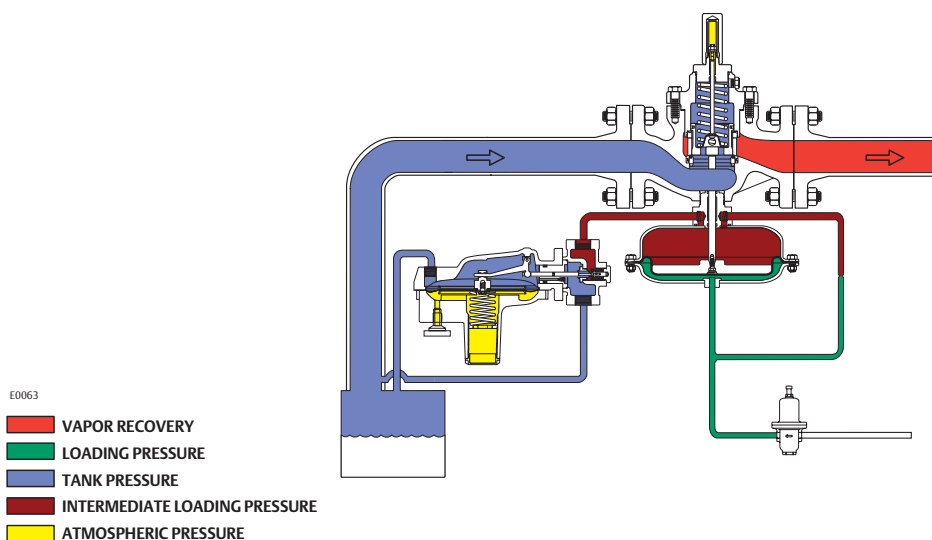 E0063
VAPOR RECOVERY
LOADING PRESSURE
TANK PRESSURE
INTERMEDIATE LOADING PRESSURE
ATMOSPHERIC PRESSURE